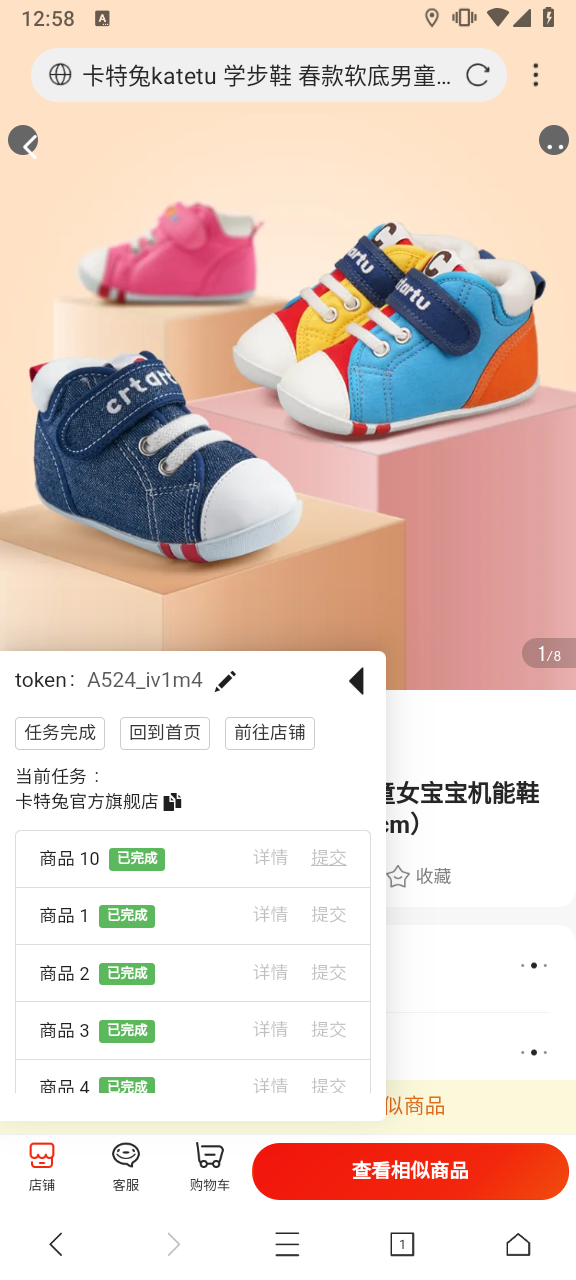 12:58
A
卡特兔katetu 学步鞋 春款软底男童…
crtartu
C
1/8
token： A524_iv1m4
任务完成 回到首页 前往店铺
当前任务：
卡特兔官方旗舰店
童女宝宝机能鞋
cm）
商品 10 已完成 详情 提交
收藏
商品 1 已完成 详情 提交
商品 2 已完成 详情 提交
商品 3 已完成 详情 提交
商品 4 已完成 详情 提交
似商品
店铺 客服 购物车 查看相似商品
1